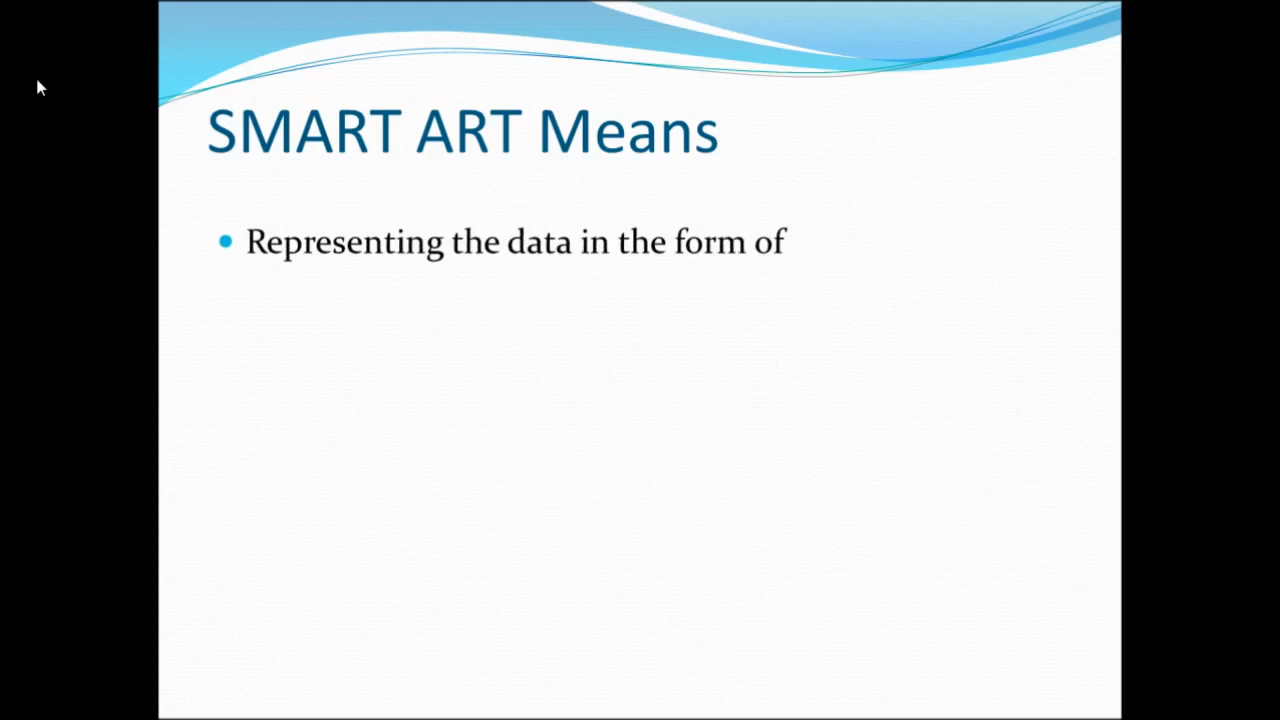 SMART ART Means
Representing the data in the form of